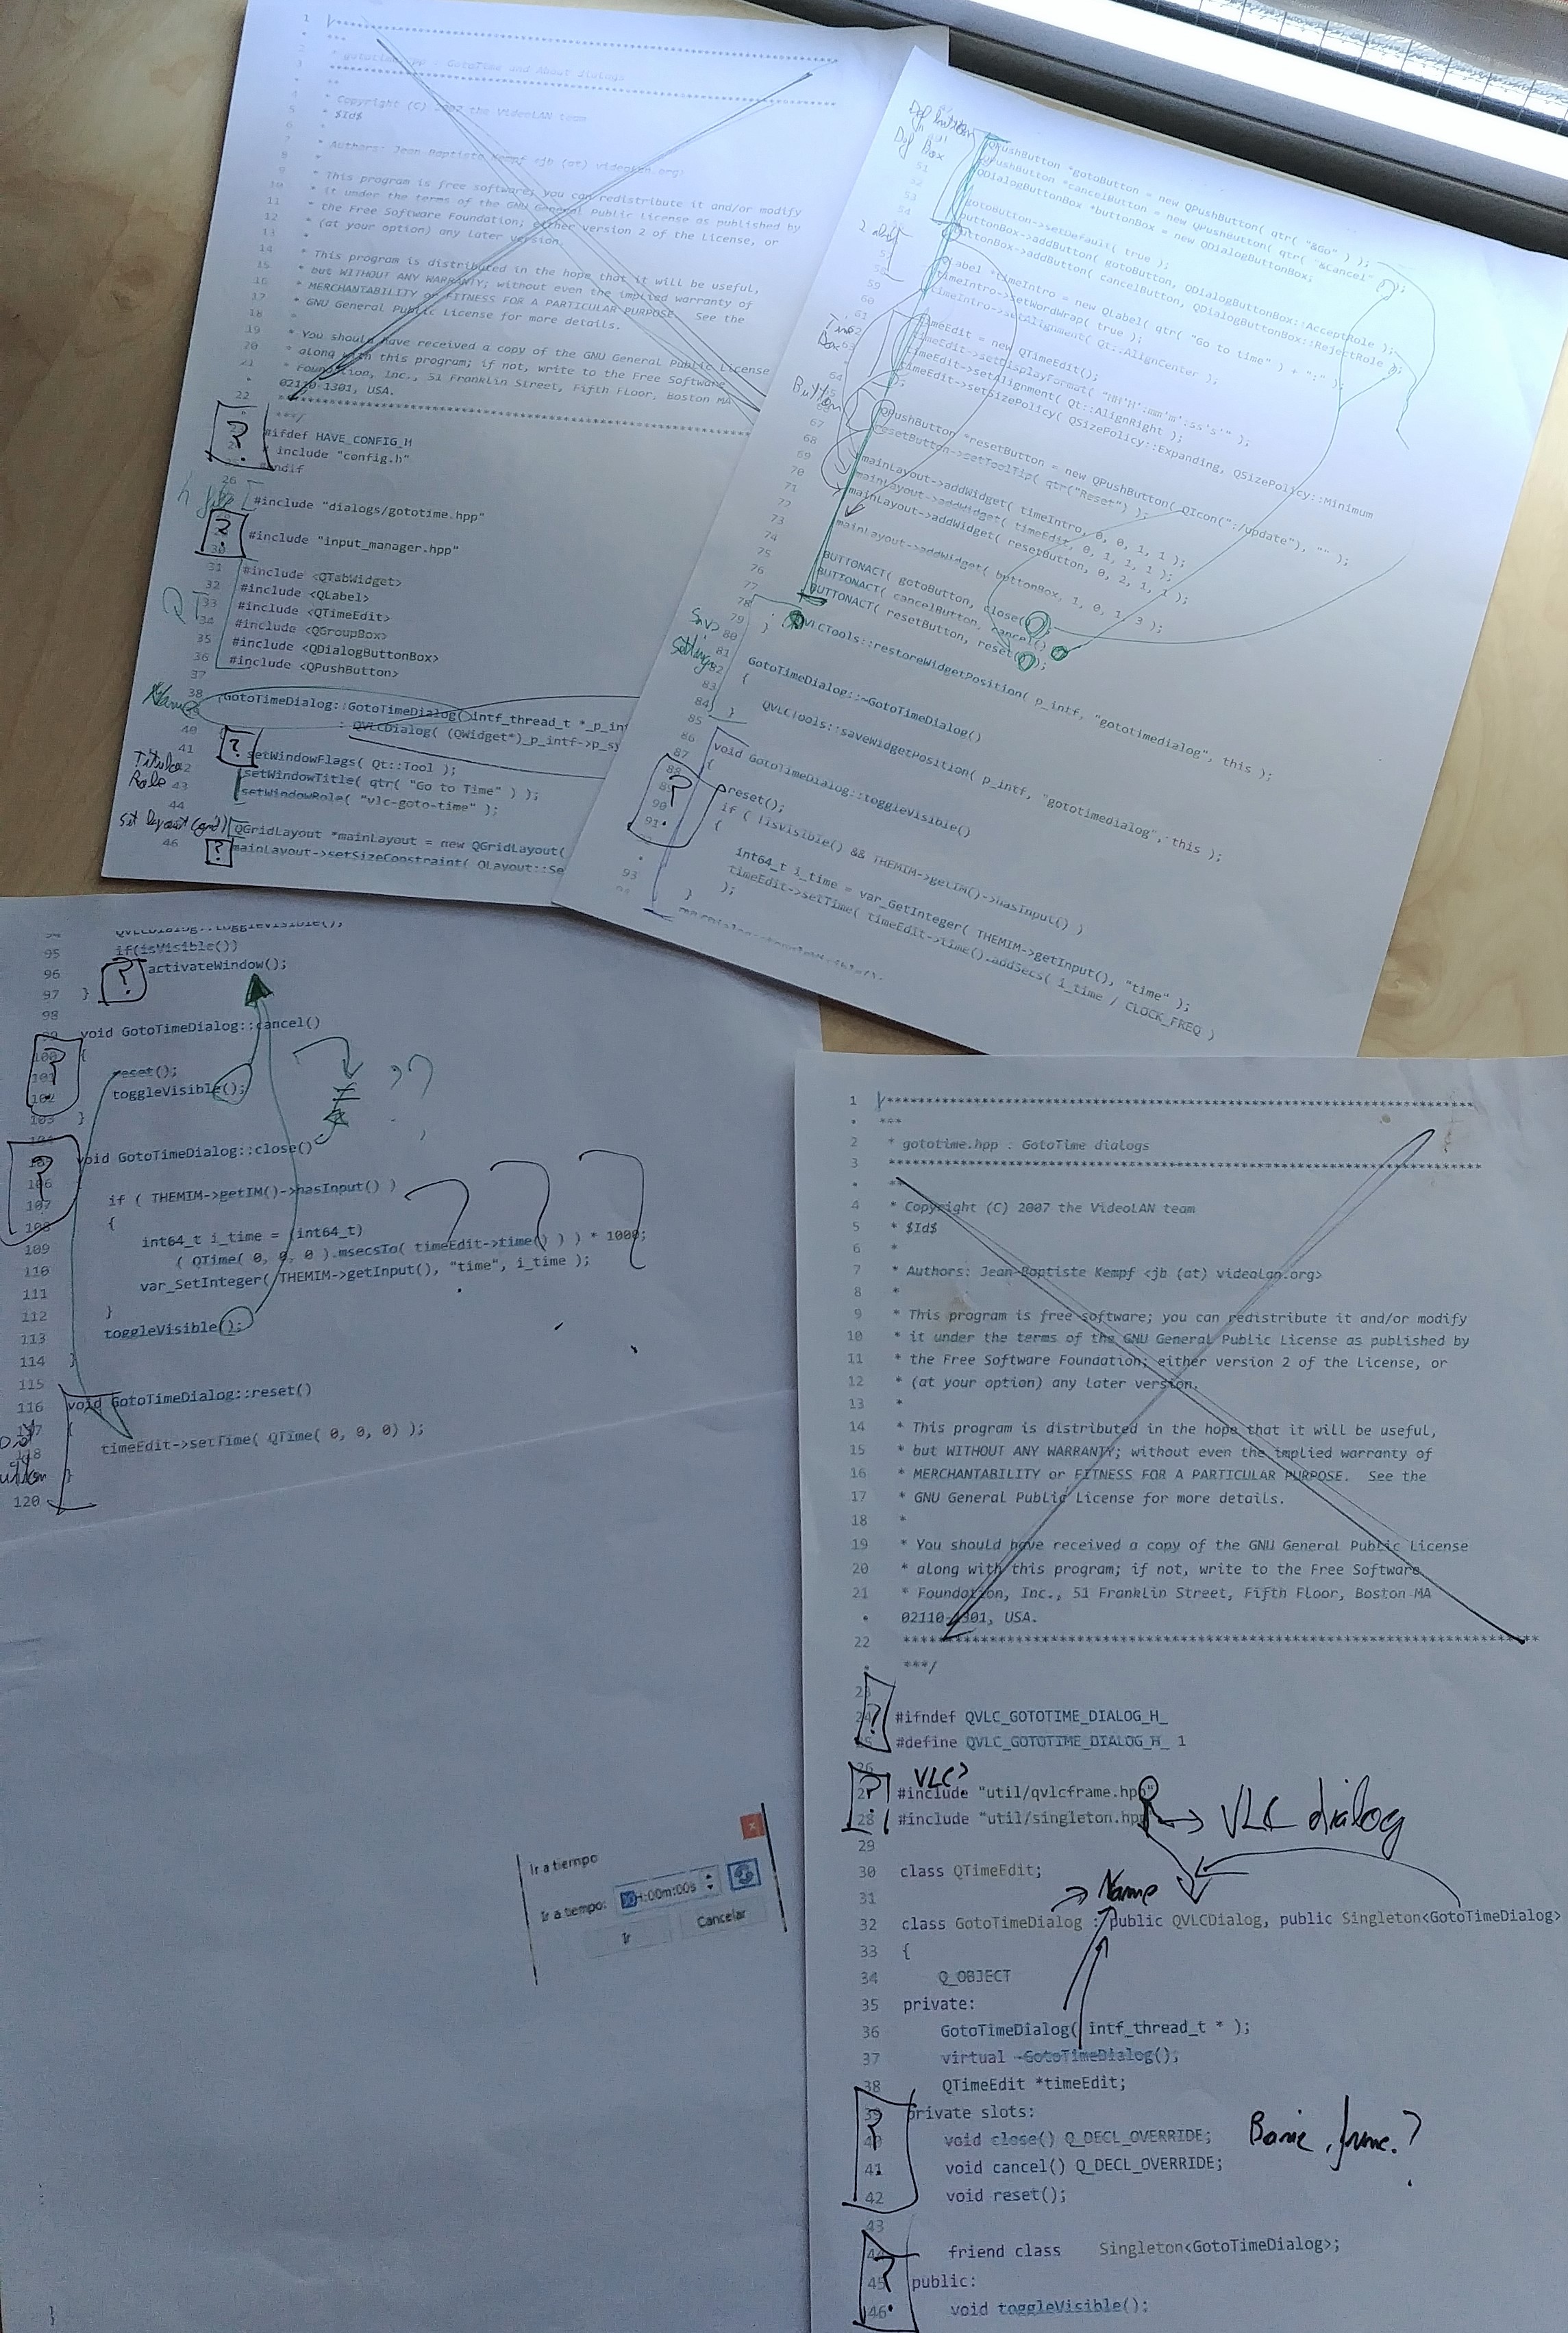 1 /********************************************************************************
***
2 * gototime.cpp : GotoTime and About dialogs
3 ********************************************************************************
**
4 * Copyright (C) 2007 the VideoLAN team
5 * $Id$
6 *
7 * Authors: Jean-Baptiste Kempf <jb (at) videolan.org>
8 *
9 * This program is free software; you can redistribute it and/or modify
10 * it under the terms of the GNU General Public License as published by
11 * the Free Software Foundation; either version 2 of the License, or
12 * (at your option) any later version.
13 *
14 * This program is distributed in the hope that it will be useful,
15 * but WITHOUT ANY WARRANTY; without even the implied warranty of
16 * MERCHANTABILITY or FITNESS FOR A PARTICULAR PURPOSE. See the
17 * GNU General Public License for more details.
18 *
19 * You should have received a copy of the GNU General Public License
20 * along with this program; if not, write to the Free Software
21 * Foundation, Inc., 51 Franklin Street, Fifth Floor, Boston MA
02110-1301, USA.
22 ********************************************************************************
***/
?
#ifdef HAVE_CONFIG_H
# include "config.h"
#endif
26
#include "dialogs/gototime.hpp"
?
30 #include "input_manager.hpp"
31 #include <QTabWidget>
32 #include <QLabel>
QT
33 #include <QTimeEdit>
34 #include <QGroupBox>
35 #include <QDialogButtonBox>
36 #include <QPushButton>
37
Name
38 GotoTimeDialog::GotoTimeDialog( intf_thread_t *_p_int
: QVLCDialog( (QWidget*)_p_intf->p_sy
40
41 ? setWindowFlags( Qt::Tool );
Titulo
42 setWindowTitle( qtr( "Go to Time" ) );
Role
43 setWindowRole( "vlc-goto-time" );
44
Set Layout (grid)
QGridLayout *mainLayout = new QGridLayout(
46 ? mainLayout->setSizeConstraint( QLayout::Se
Def button
QPushButton *gotoButton = new QPushButton( qtr( "&Go" ) );
QPushButton *cancelButton = new QPushButton( qtr( "&Cancel" ) );
Def Box
51 QDialogButtonBox *buttonBox = new QDialogButtonBox;
52
53 gotoButton->setDefault( true );
54 buttonBox->addButton( gotoButton, QDialogButtonBox::AcceptRole );
buttonBox->addButton( cancelButton, QDialogButtonBox::RejectRole );
QLabel *timeIntro = new QLabel( qtr( "Go to time" ) + ":" );
timeIntro->setWordWrap( true );
59 timeIntro->setAlignment( Qt::AlignCenter );
60
61 timeEdit = new QTimeEdit();
Time
timeEdit->setDisplayFormat( "HH'H':mm'm':ss's'" );
63 timeEdit->setAlignment( Qt::AlignRight );
Box
64 timeEdit->setSizePolicy( QSizePolicy::Expanding, QSizePolicy::Minimum
);
Button
QPushButton *resetButton = new QPushButton( QIcon(":/update"), "" );
67 resetButton->setToolTip( qtr("Reset") );
68
69 mainLayout->addWidget( timeIntro, 0, 0, 1, 1 );
70 mainLayout->addWidget( timeEdit, 0, 1, 1, 1 );
71 mainLayout->addWidget( resetButton, 0, 2, 1, 1 );
72
73 mainLayout->addWidget( buttonBox, 1, 0, 1, 3 );
74
75 BUTTONACT( gotoButton, close() );
76 BUTTONACT( cancelButton, cancel() );
77 BUTTONACT( resetButton, reset() );
78
79 QVLCTools::restoreWidgetPosition( p_intf, "gototimedialog", this );
80 }
81
82 GotoTimeDialog::~GotoTimeDialog()
83 {
84 QVLCTools::saveWidgetPosition( p_intf, "gototimedialog", this );
85 }
86
87 void GotoTimeDialog::toggleVisible()
88 {
?
89 reset();
90 if ( !isVisible() && THEMIM->getIM()->hasInput() )
91 {
int64_t i_time = var_GetInteger( THEMIM->getInput(), "time" );
93 timeEdit->setTime( timeEdit->time().addSecs( i_time / CLOCK_FREQ )
);
}
94 QVLCDialog::toggleVisible();
95 if(isVisible())
96 ? activateWindow();
97 }
98
99 void GotoTimeDialog::cancel()
100 {
?
101 reset();
102 toggleVisible();
103 }
≠ ??
104
105 void GotoTimeDialog::close()
106 {
?
107 if ( THEMIM->getIM()->hasInput() )
? ? ?
108 {
109 int64_t i_time = (int64_t)
110 ( QTime( 0, 0, 0 ).msecsTo( timeEdit->time() ) ) * 1000;
111 var_SetInteger( THEMIM->getInput(), "time", i_time );
112 }
113 toggleVisible();
114 }
115
116 void GotoTimeDialog::reset()
117 {
118 timeEdit->setTime( QTime( 0, 0, 0) );
}
120
Ir a tiempo
x
Ir a tiempo: 00H:00m:00s
Ir Cancelar
}
1 /********************************************************************************
***
2 * gototime.hpp : GotoTime dialogs
3 ********************************************************************************
**
4 * Copyright (C) 2007 the VideoLAN team
5 * $Id$
6 *
7 * Authors: Jean-Baptiste Kempf <jb (at) videolan.org>
8 *
9 * This program is free software; you can redistribute it and/or modify
10 * it under the terms of the GNU General Public License as published by
11 * the Free Software Foundation; either version 2 of the License, or
12 * (at your option) any later version.
13 *
14 * This program is distributed in the hope that it will be useful,
15 * but WITHOUT ANY WARRANTY; without even the implied warranty of
16 * MERCHANTABILITY or FITNESS FOR A PARTICULAR PURPOSE. See the
17 * GNU General Public License for more details.
18 *
19 * You should have received a copy of the GNU General Public License
20 * along with this program; if not, write to the Free Software
21 * Foundation, Inc., 51 Franklin Street, Fifth Floor, Boston MA
02110-1301, USA.
22 ********************************************************************************
***/
23
24 ? #ifndef QVLC_GOTOTIME_DIALOG_H_
25 #define QVLC_GOTOTIME_DIALOG_H_ 1
26
VLC?
27 ? #include "util/qvlcframe.hpp"
28 #include "util/singleton.hpp" → VLC dialog
29
30 class QTimeEdit;
31
Name
32 class GotoTimeDialog : public QVLCDialog, public Singleton<GotoTimeDialog>
33 {
34 Q_OBJECT
35 private:
36 GotoTimeDialog( intf_thread_t * );
37 virtual ~GotoTimeDialog();
38 QTimeEdit *timeEdit;
39 private slots:
40 ? void close() Q_DECL_OVERRIDE;
41 void cancel() Q_DECL_OVERRIDE;
42 void reset();
43
44 friend class Singleton<GotoTimeDialog>;
45 ? public:
46 void toggleVisible();